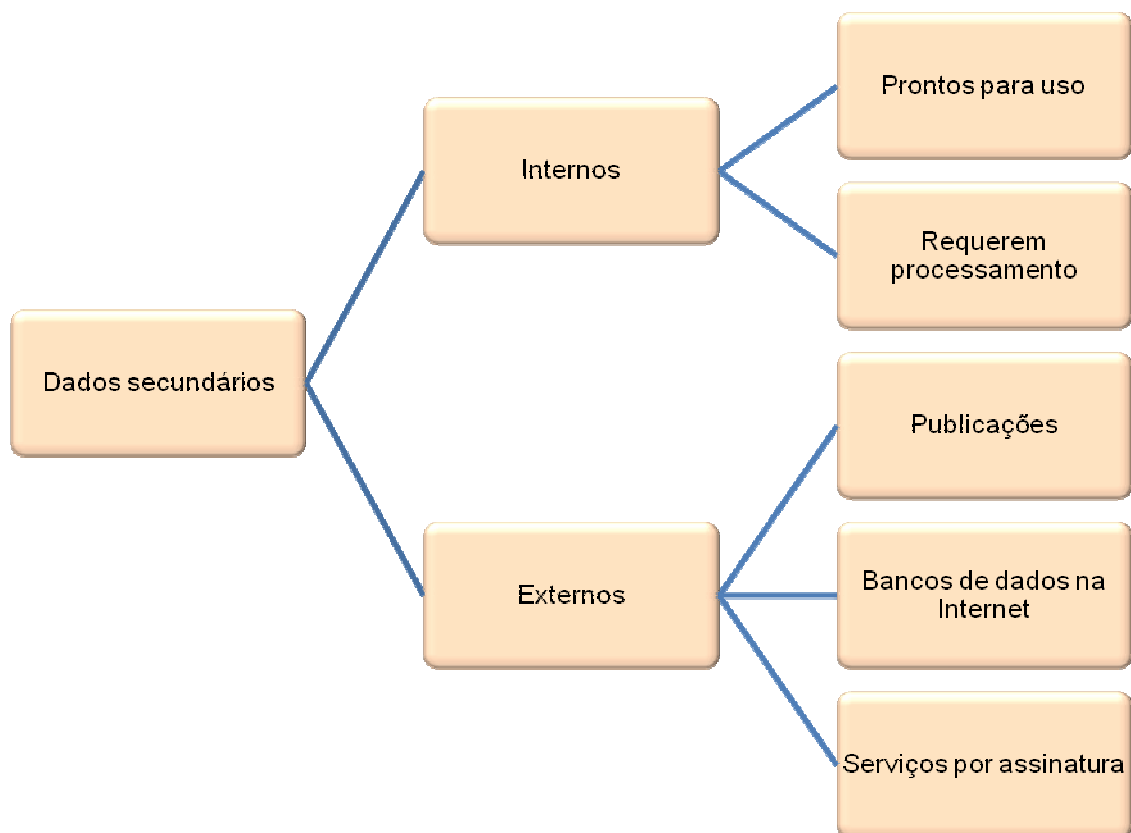 Prontos para uso
Internos
Requerem
processamento
Dados secundários
Publicações
Externos
Bancos de dados na
Internet
Serviços por assinatura